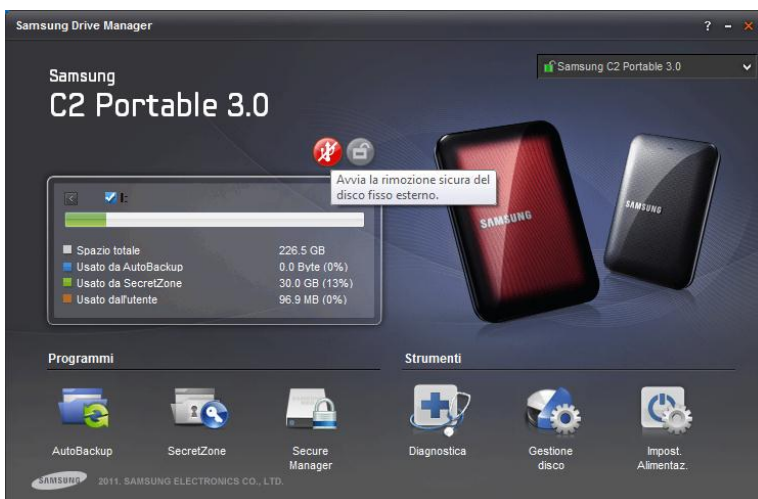 Samsung Drive Manager
Samsung
C2 Portable 3.0
Samsung C2 Portable 3.0
Avvia la rimozione sicura del
disco fisso esterno.
I:
Spazio totale 226.5 GB
Usato da AutoBackup 0.0 Byte (0%)
Usato da SecretZone 30.0 GB (13%)
Usato dall'utente 96.9 MB (0%)
SAMSUNG
SAMSUNG
Programmi
Strumenti
AutoBackup
SecretZone
Secure
Manager
Diagnostica
Gestione
disco
Impost.
Alimentaz.
SAMSUNG 2011. SAMSUNG ELECTRONICS CO., LTD.